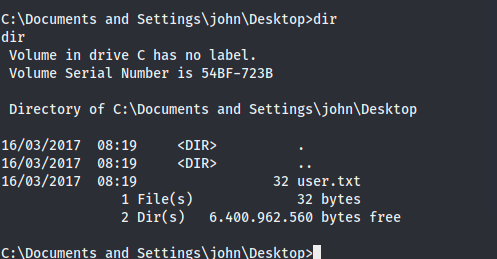 C:\Documents and Settings\john\Desktop>dir
dir
 Volume in drive C has no label.
 Volume Serial Number is 54BF-723B

 Directory of C:\Documents and Settings\john\Desktop

16/03/2017  08:19    <DIR>          .
16/03/2017  08:19    <DIR>          ..
16/03/2017  08:19                32 user.txt
               1 File(s)             32 bytes
               2 Dir(s)   6.400.962.560 bytes free

C:\Documents and Settings\john\Desktop>